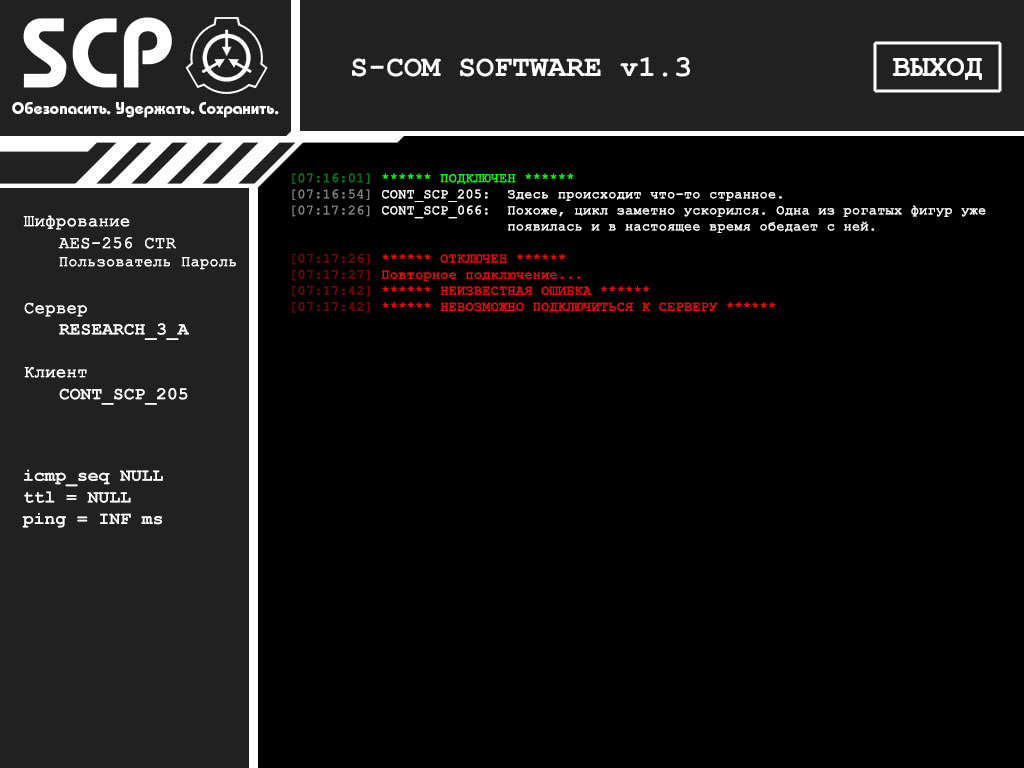 SCP
Обезопасить. Удержать. Сохранить.
S-COM SOFTWARE v1.3
ВЫХОД
Шифрование
AES-256 CTR
Пользователь Пароль
Сервер
RESEARCH_3_A
Клиент
CONT_SCP_205
icmp_seq NULL
ttl = NULL
ping = INF ms
[07:16:01] ****** ПОДКЛЮЧЕН ******
[07:16:54] CONT_SCP_205: Здесь происходит что-то странное.
[07:17:26] CONT_SCP_066: Похоже, цикл заметно ускорился. Одна из рогатых фигур уже
появилась и в настоящее время обедает с ней.
[07:17:26] ****** ОТКЛЮЧЕН ******
[07:17:27] Повторное подключение...
[07:17:42] ****** НЕИЗВЕСТНАЯ ОШИБКА ******
[07:17:42] ****** НЕВОЗМОЖНО ПОДКЛЮЧИТЬСЯ К СЕРВЕРУ ******